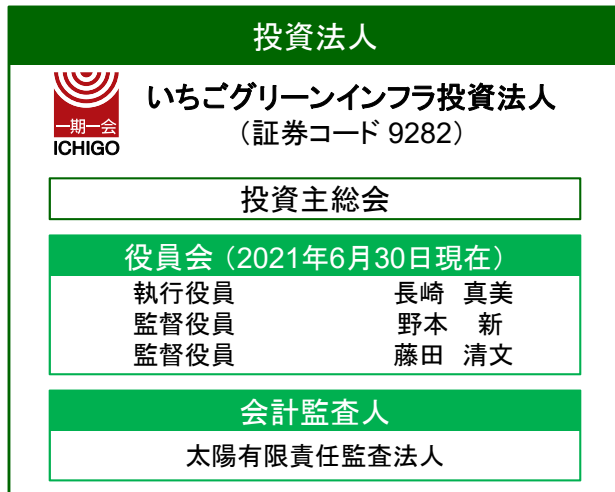 投資法人
一期一会
ICHIGO
いちごグリーンインフラ投資法人
（証券コード 9282）
投資主総会
役員会（2021年6月30日現在）
執行役員 長崎 真美
監督役員 野本 新
監督役員 藤田 清文
会計監査人
太陽有限責任監査法人